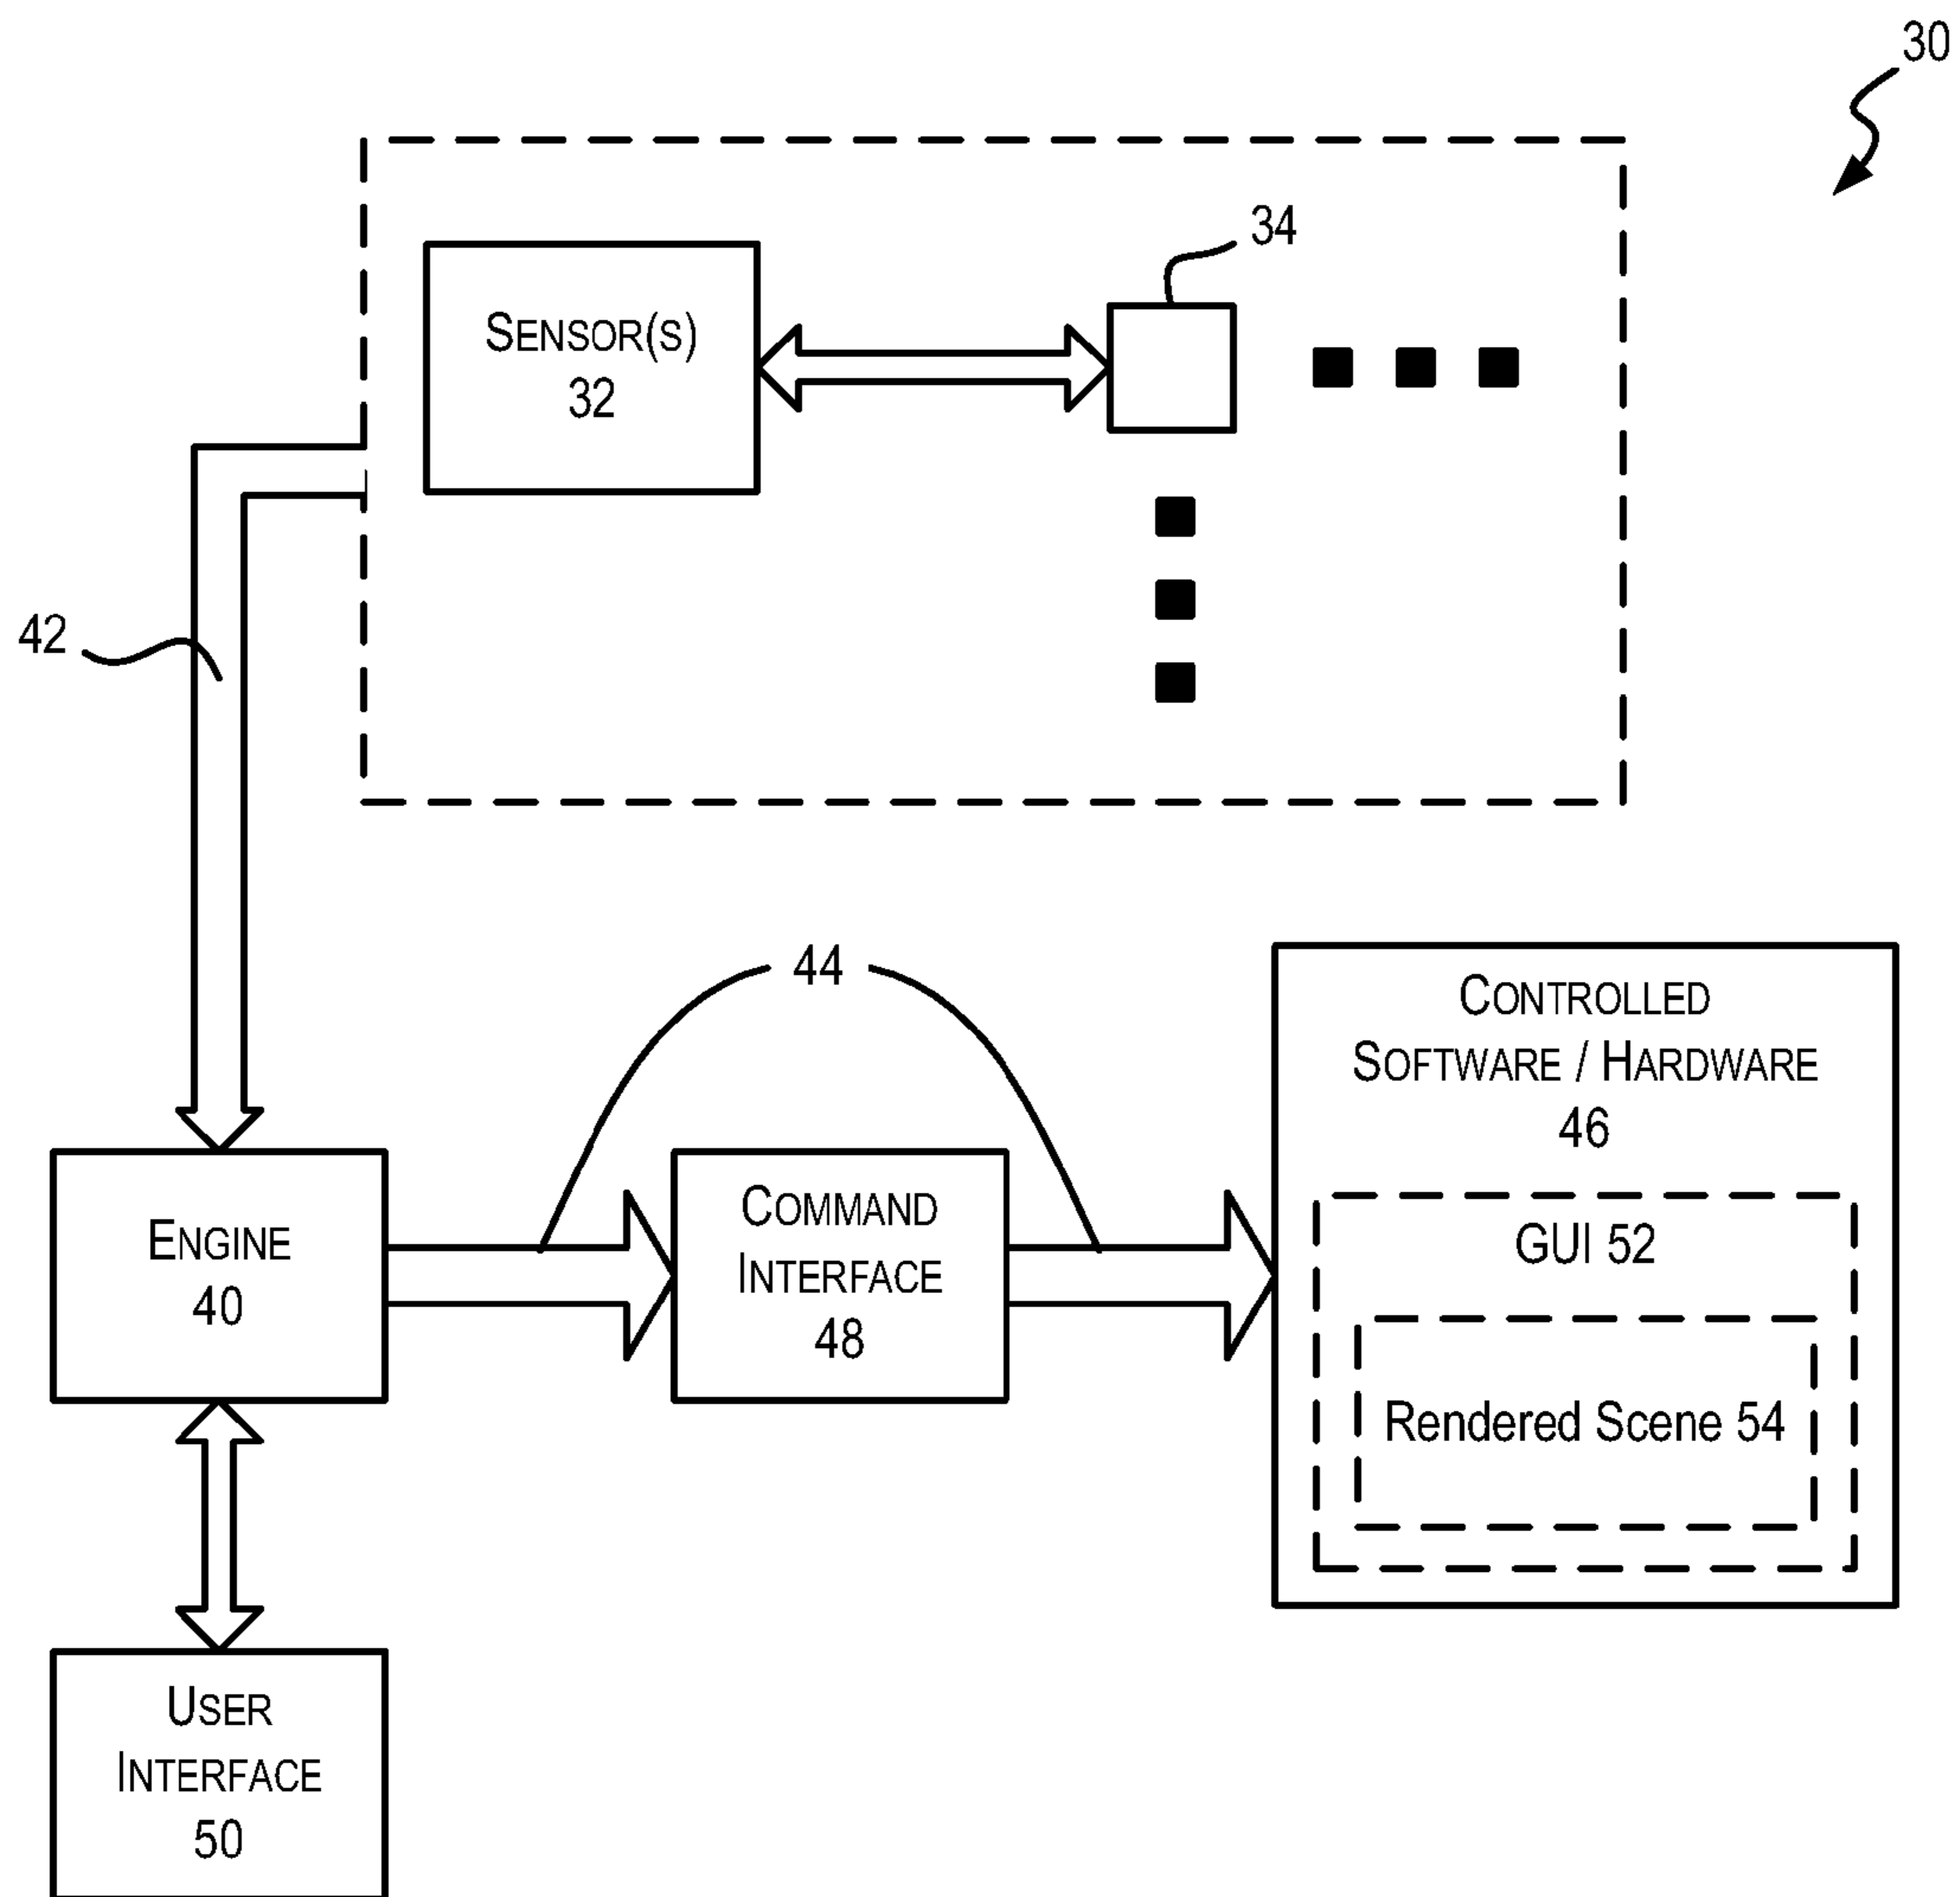 30
34
SENSOR(S)
32
42
44
CONTROLLED
SOFTWARE / HARDWARE
46
ENGINE
40
COMMAND
INTERFACE
48
GUI 52
Rendered Scene 54
USER
INTERFACE
50